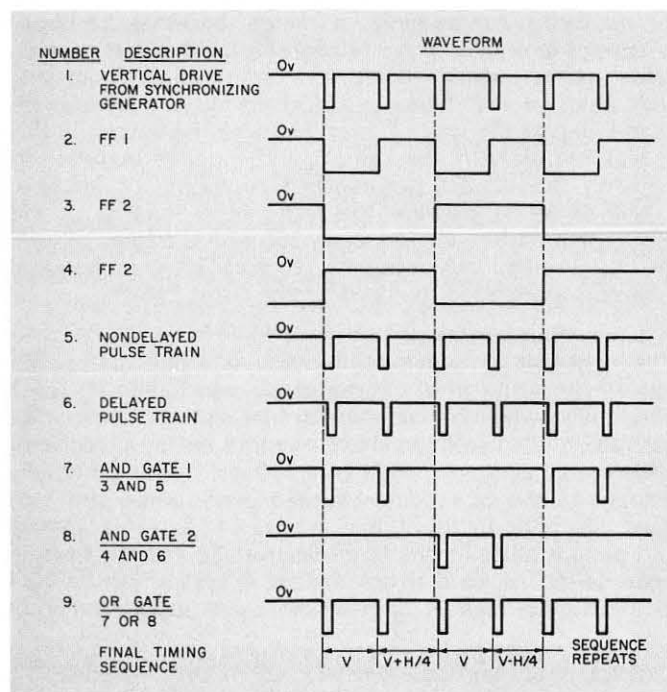 NUMBER DESCRIPTION WAVEFORM
1. VERTICAL DRIVE FROM SYNCHRONIZING GENERATOR Ov
2. FF 1 Ov
3. FF 2 Ov
4. FF 2 Ov
5. NONDELAYED PULSE TRAIN Ov
6. DELAYED PULSE TRAIN Ov
7. AND GATE 1 3 AND 5 Ov
8. AND GATE 2 4 AND 6 Ov
9. OR GATE 7 OR 8 Ov
FINAL TIMING SEQUENCE
V V+H/4 V V-H/4
SEQUENCE REPEATS